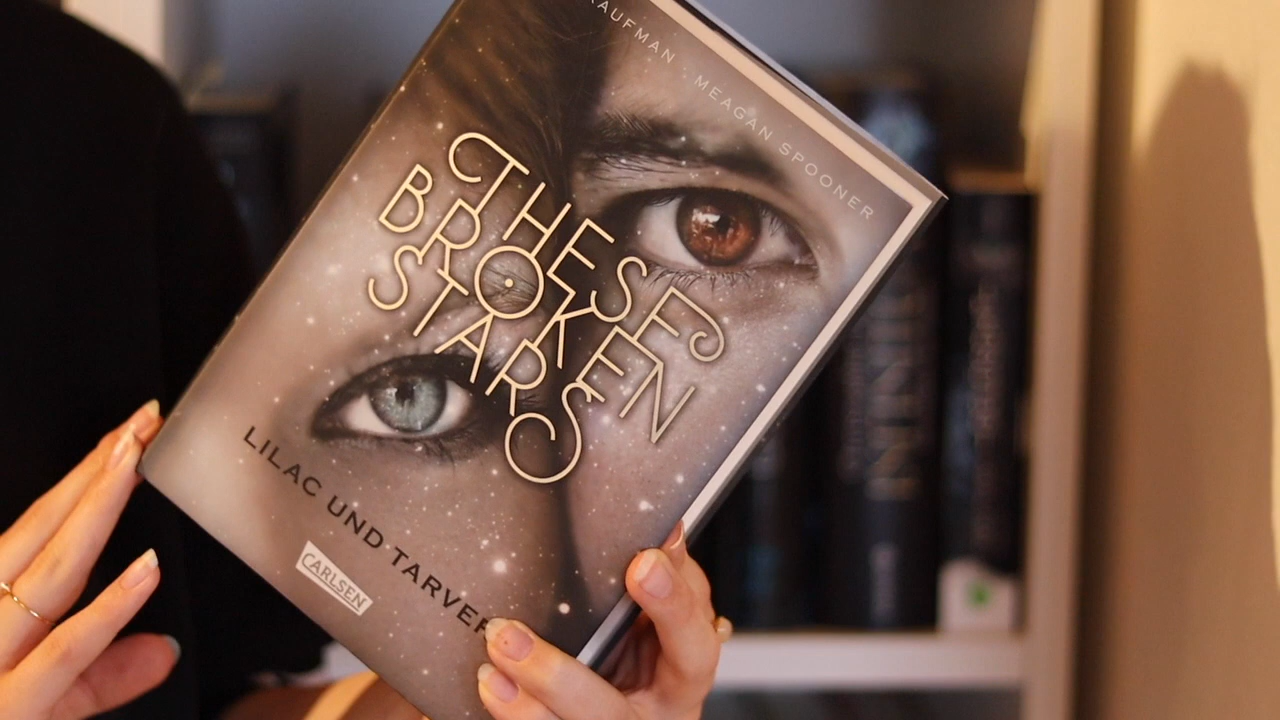 KAUFMAN · MEAGAN SPOONER
THESE
BROKEN
STARS
LILAC UND TARVER
CARLSEN